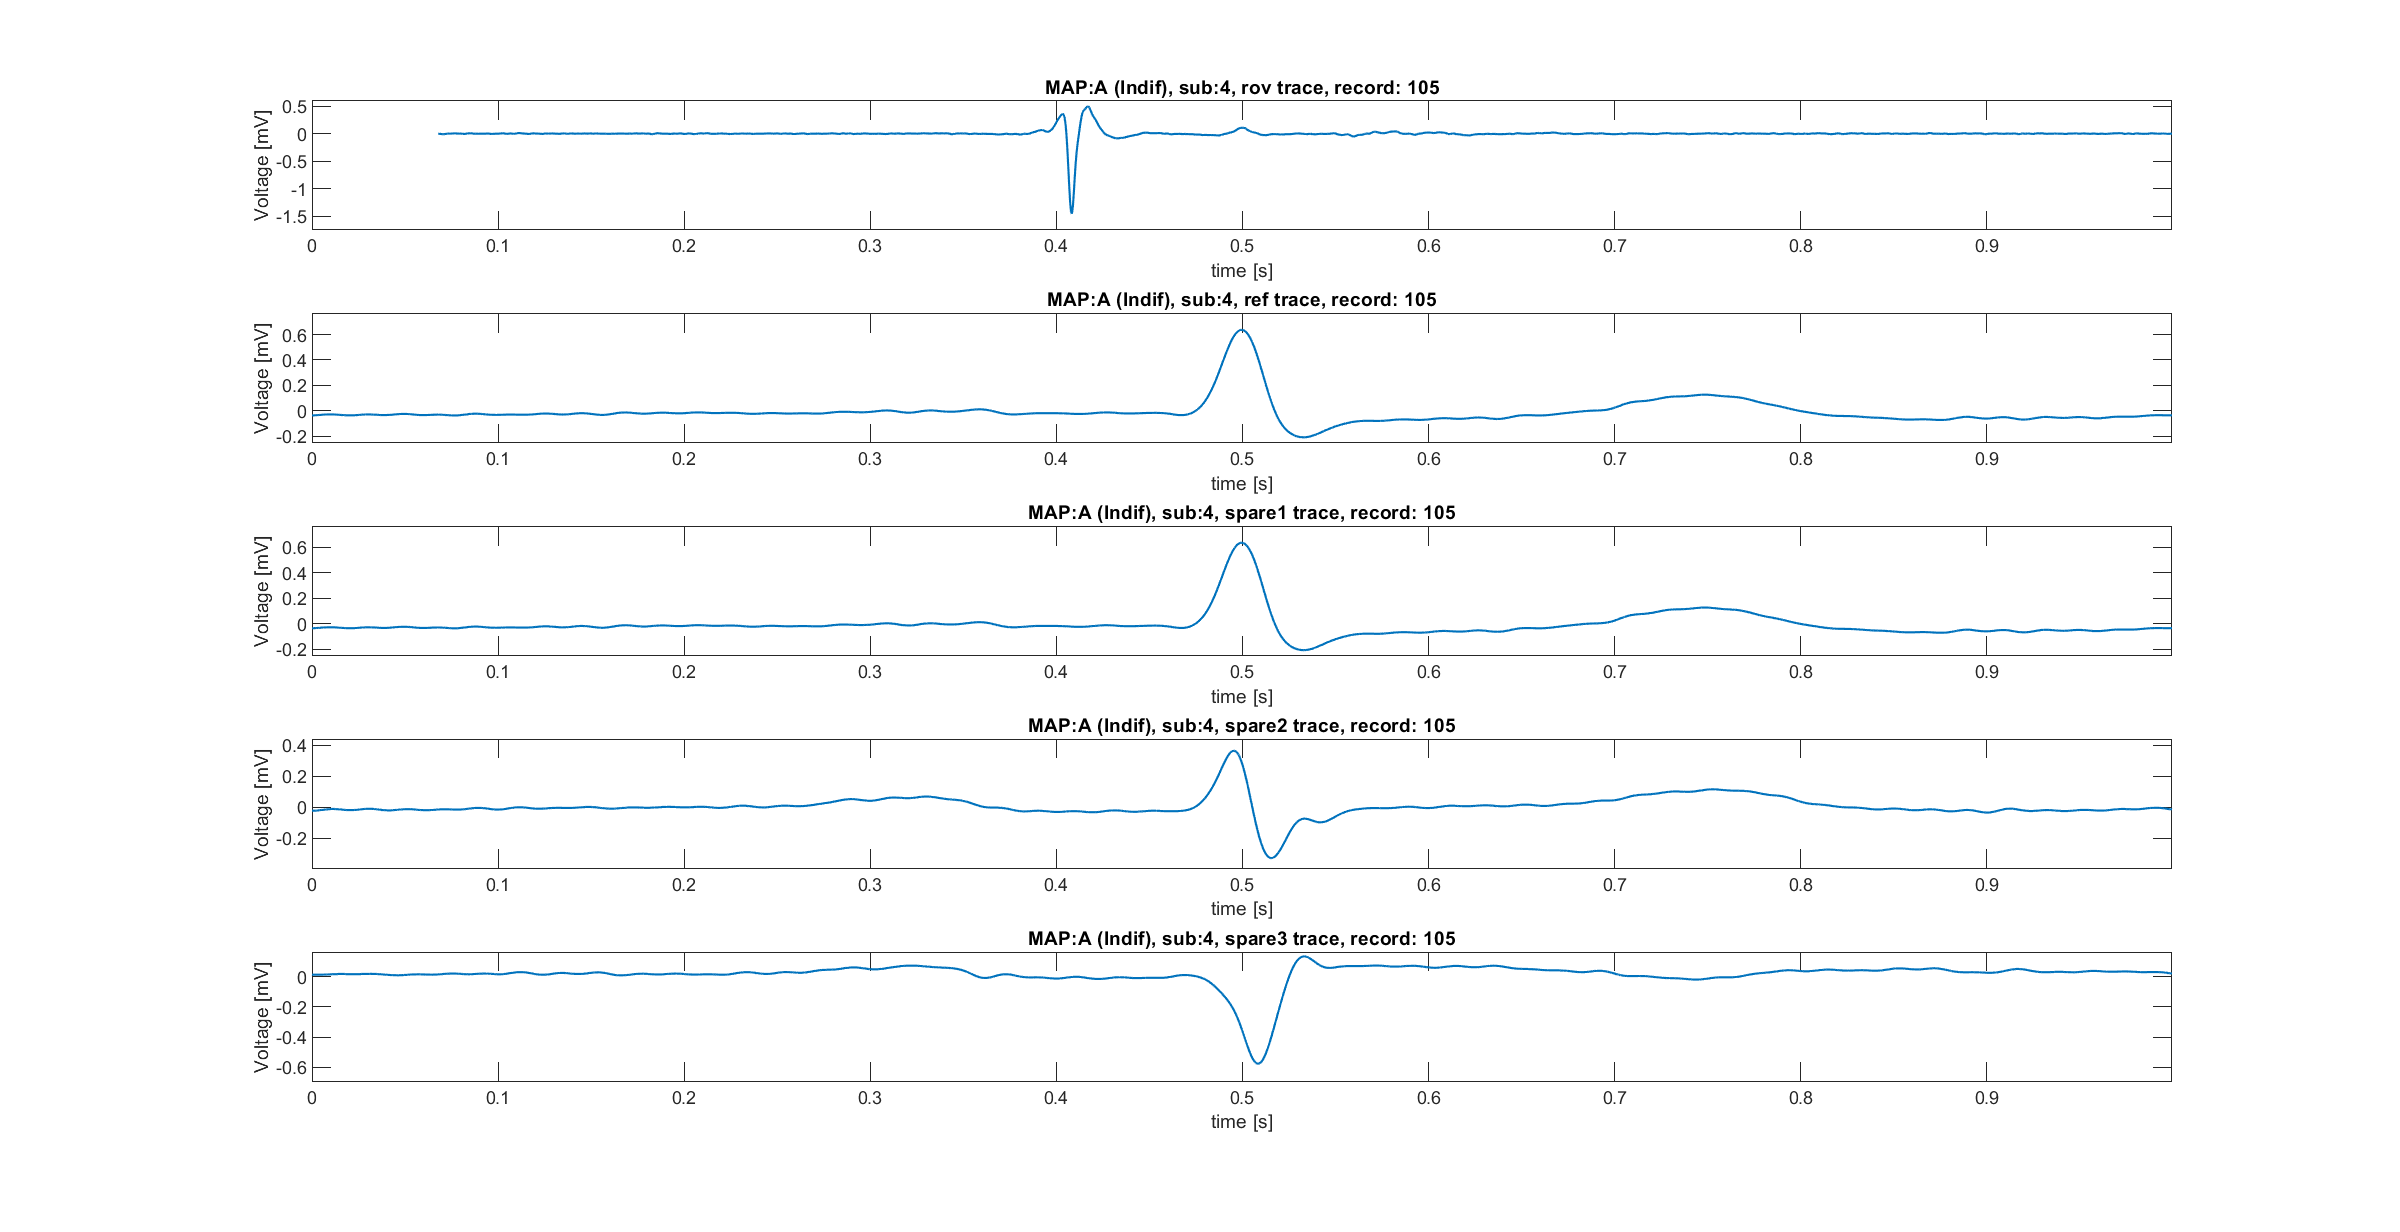 MAP:A (Indif), sub:4, rov trace, record: 105
Voltage [mV]
0.5
0
-0.5
-1
-1.5
0 0.1 0.2 0.3 0.4 0.5 0.6 0.7 0.8 0.9
time [s]
MAP:A (Indif), sub:4, ref trace, record: 105
Voltage [mV]
0.6
0.4
0.2
0
-0.2
0 0.1 0.2 0.3 0.4 0.5 0.6 0.7 0.8 0.9
time [s]
MAP:A (Indif), sub:4, spare1 trace, record: 105
Voltage [mV]
0.6
0.4
0.2
0
-0.2
0 0.1 0.2 0.3 0.4 0.5 0.6 0.7 0.8 0.9
time [s]
MAP:A (Indif), sub:4, spare2 trace, record: 105
Voltage [mV]
0.4
0.2
0
-0.2
0 0.1 0.2 0.3 0.4 0.5 0.6 0.7 0.8 0.9
time [s]
MAP:A (Indif), sub:4, spare3 trace, record: 105
Voltage [mV]
0
-0.2
-0.4
-0.6
0 0.1 0.2 0.3 0.4 0.5 0.6 0.7 0.8 0.9
time [s]